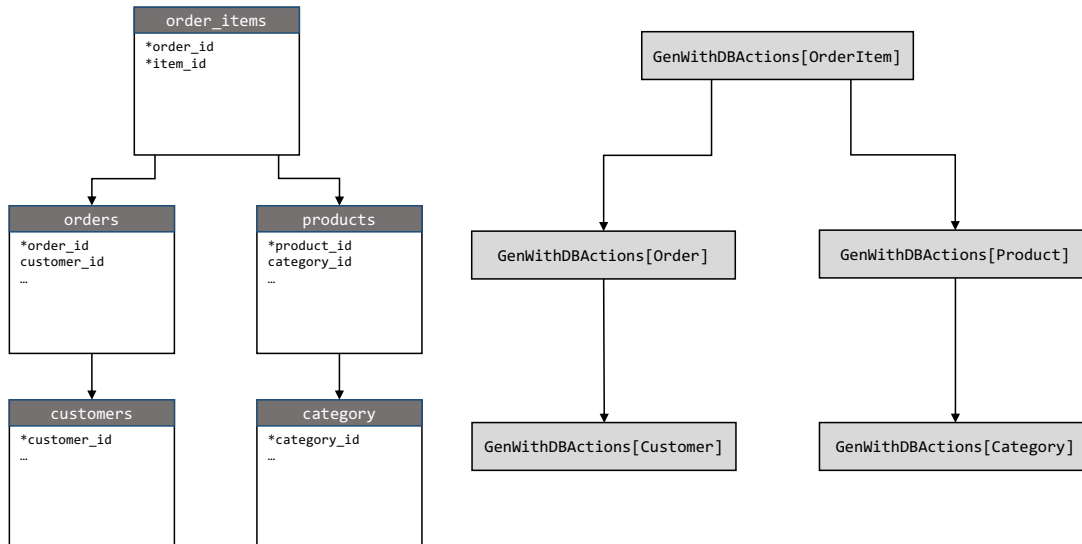 order_items
*order_id
*item_id
orders
*order_id
customer_id
…
products
*product_id
category_id
…
customers
*customer_id
…
category
*category_id
…
GenWithDBActions[OrderItem]
GenWithDBActions[Order]
GenWithDBActions[Product]
GenWithDBActions[Customer]
GenWithDBActions[Category]